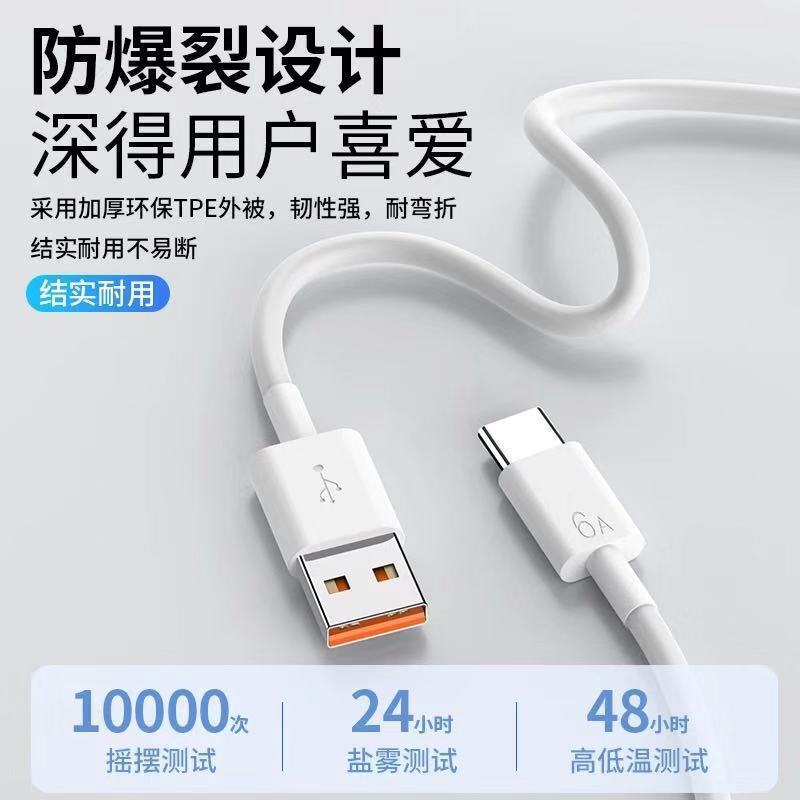 防爆裂设计
深得用户喜爱
采用加厚环保TPE外被，韧性强，耐弯折
结实耐用不易断
结实耐用
6A
10000次
摇摆测试
24小时
盐雾测试
48小时
高低温测试